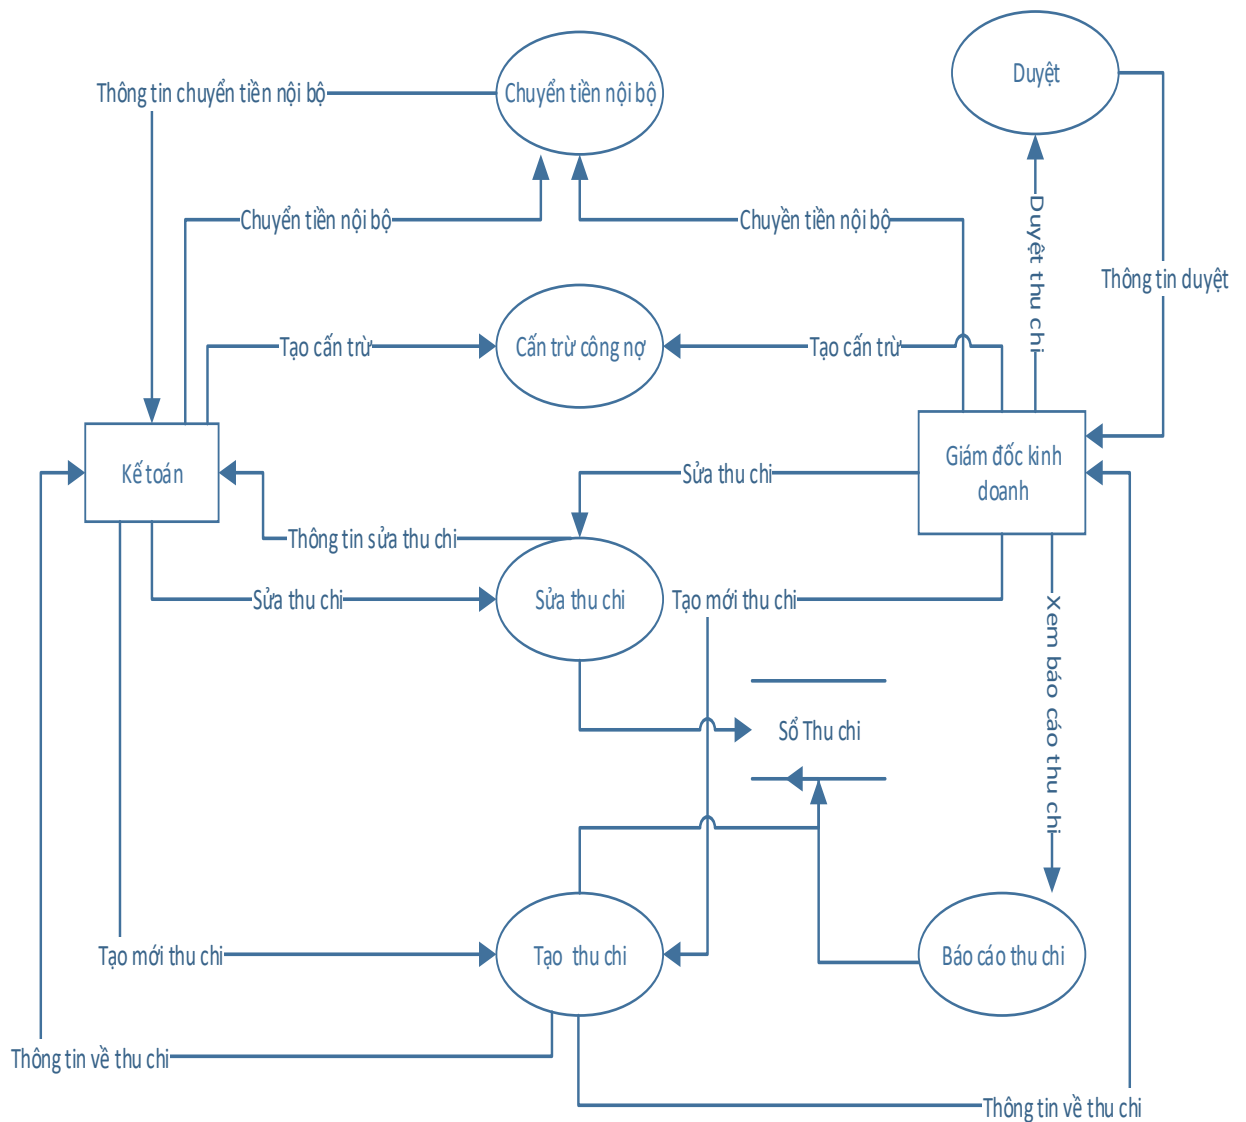 Duyệt
Thông tin chuyển tiền nội bộ
Chuyển tiền nội bộ
Chuyển tiền nội bộ
Chuyền tiền nội bộ
Duyệt thu chi
Thông tin duyệt
Tạo cấn trừ
Cấn trừ công nợ
Tạo cấn trừ
Kế toán
Giám đốc kinh
doanh
Sửa thu chi
Thông tin sửa thu chi
Sửa thu chi
Sửa thu chi
Tạo mới thu chi
Xem báo cáo thu chi
Sổ Thu chi
Tạo mới thu chi
Tạo thu chi
Báo cáo thu chi
Thông tin về thu chi
Thông tin về thu chi